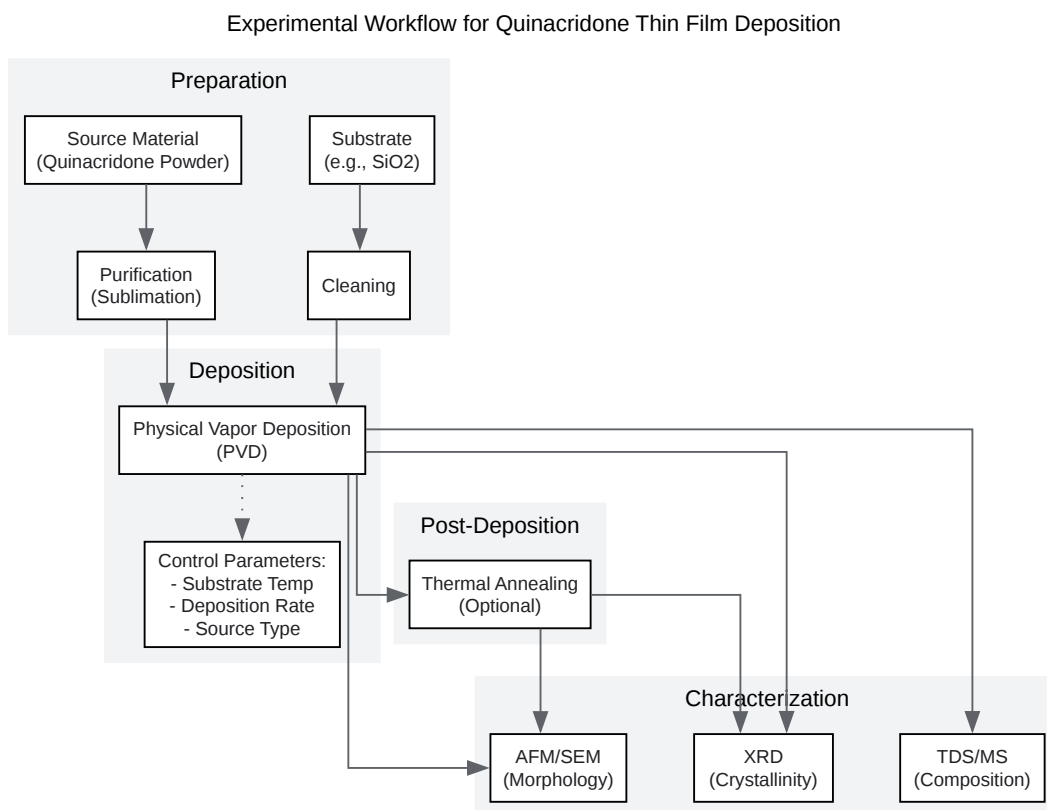 Experimental Workflow for Quinacridone Thin Film Deposition
Preparation
Source Material
(Quinacridone Powder)
Substrate
(e.g., SiO2)
Purification
(Sublimation)
Cleaning
Deposition
Physical Vapor Deposition
(PVD)
Control Parameters:
- Substrate Temp
- Deposition Rate
- Source Type
Post-Deposition
Thermal Annealing
(Optional)
Characterization
AFM/SEM
(Morphology)
XRD
(Crystallinity)
TDS/MS
(Composition)